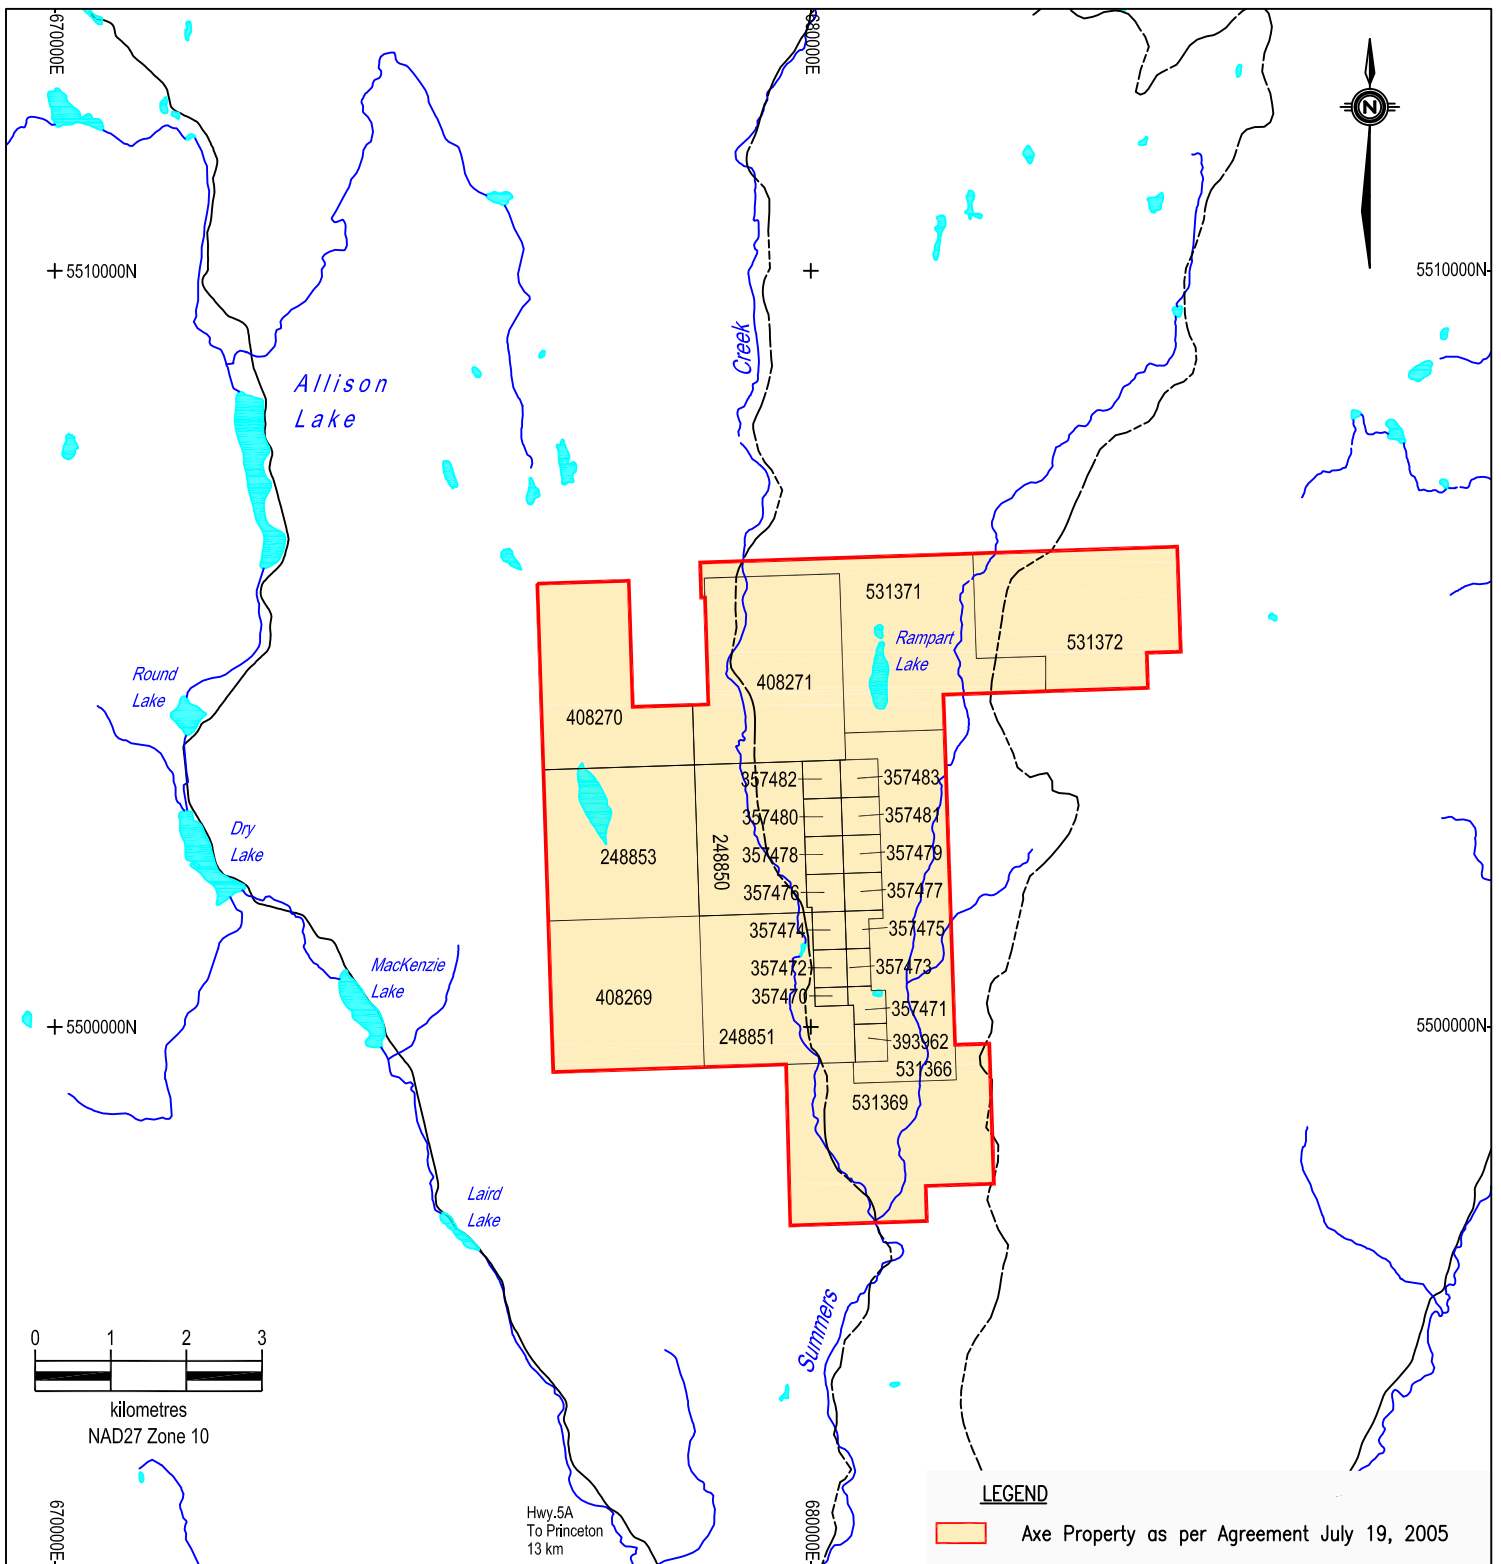 670000E
680000E
N
5510000N
5510000N
Creek
Allison
Lake
531371
531372
Rampart
Lake
Round
Lake
408271
408270
357482
357483
357480
357481
Dry
Lake
248853
248850
357478
357479
357476
357477
357474
357475
MacKenzie
Lake
357472
357473
408269
357470
357471
5500000N
5500000N
248851
393962
531366
531369
Laird
Lake
Summers
0 1 2 3
kilometres
NAD27 Zone 10
670000E
680000E
Hwy.5A
To Princeton
13 km
LEGEND
Axe Property as per Agreement July 19, 2005